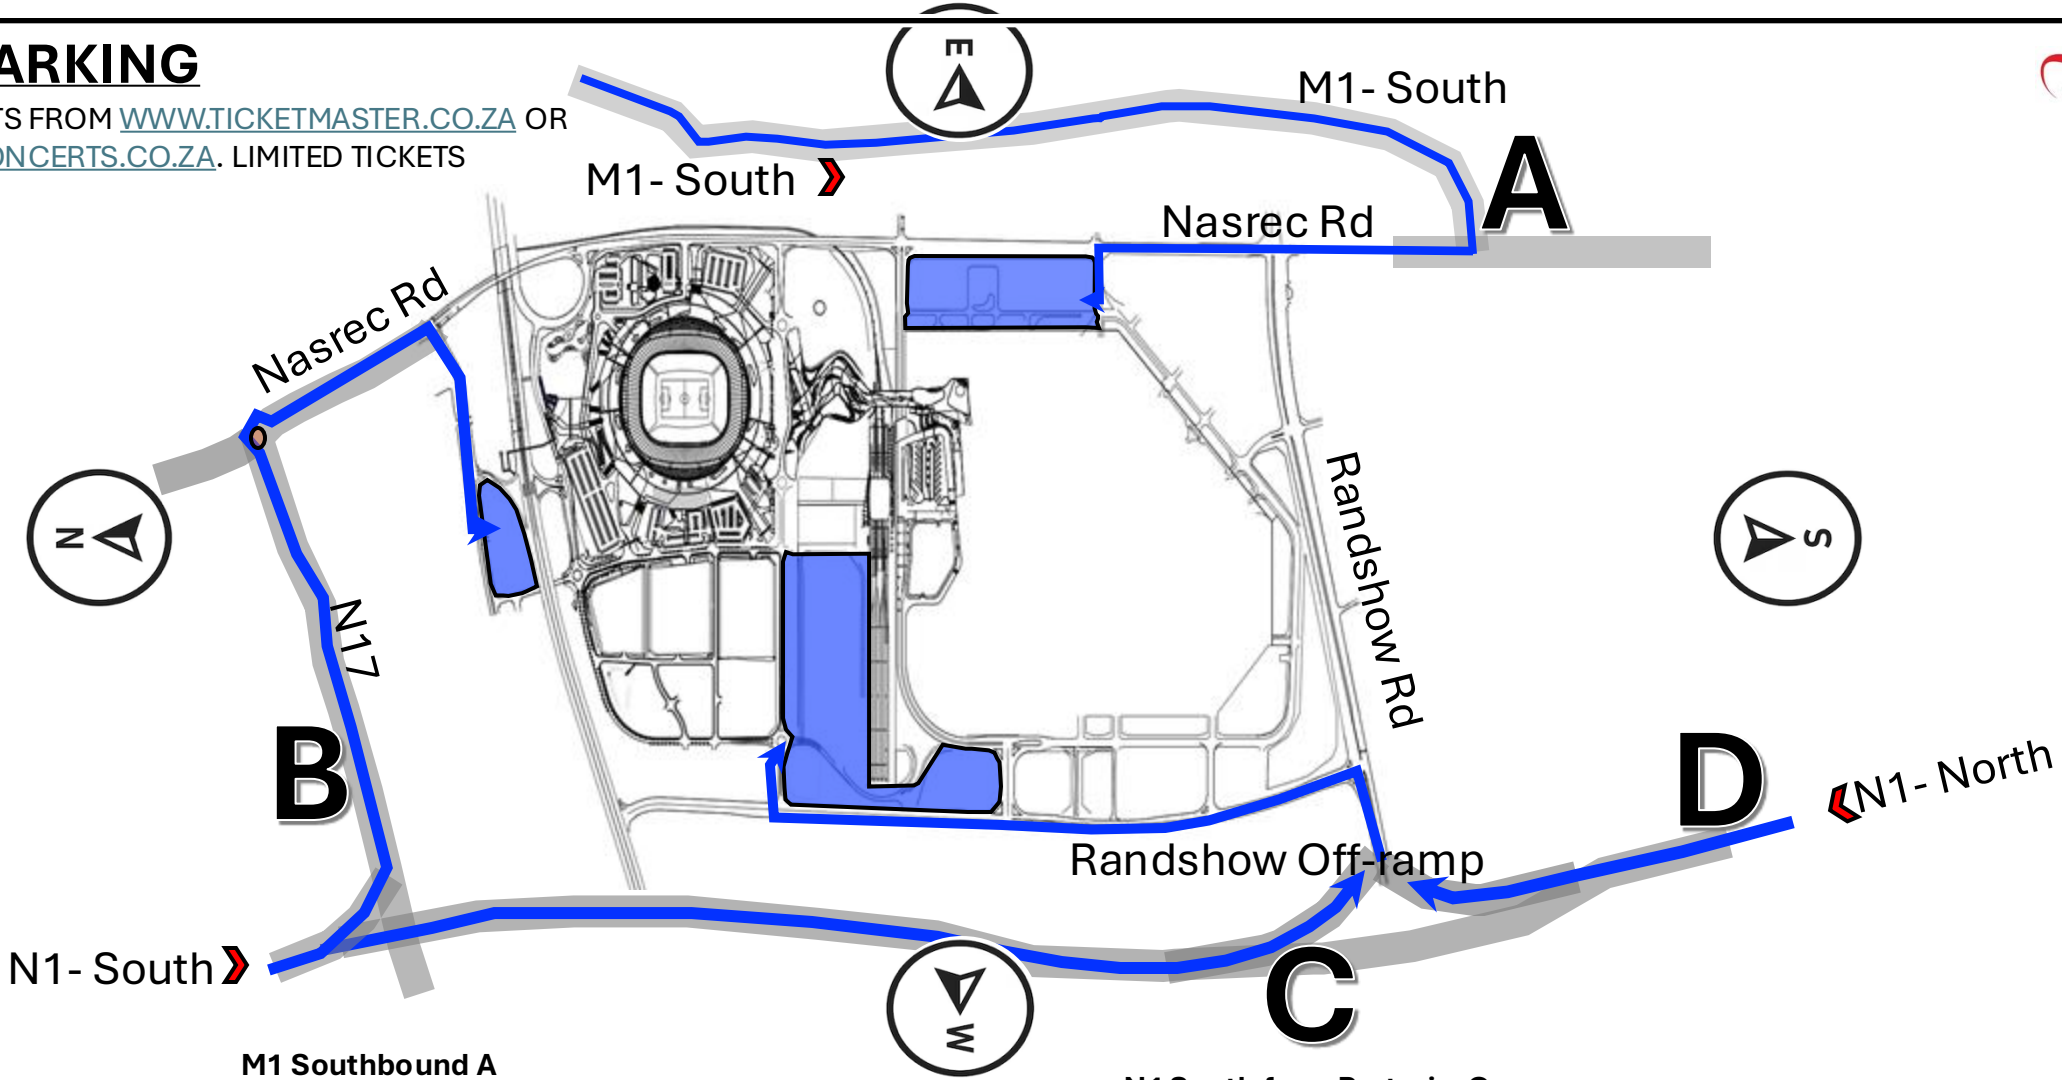 ARKING
TS FROM WWW.TICKETMASTER.CO.ZA OR
ONCERTS.CO.ZA. LIMITED TICKETS
E
M1- South
M1- South
A
Nasrec Rd
Nasrec Rd
N
S
Randshow Rd
N17
B
D
N1- North
Randshow Off-ramp
N1- South
C
W
M1 Southbound A